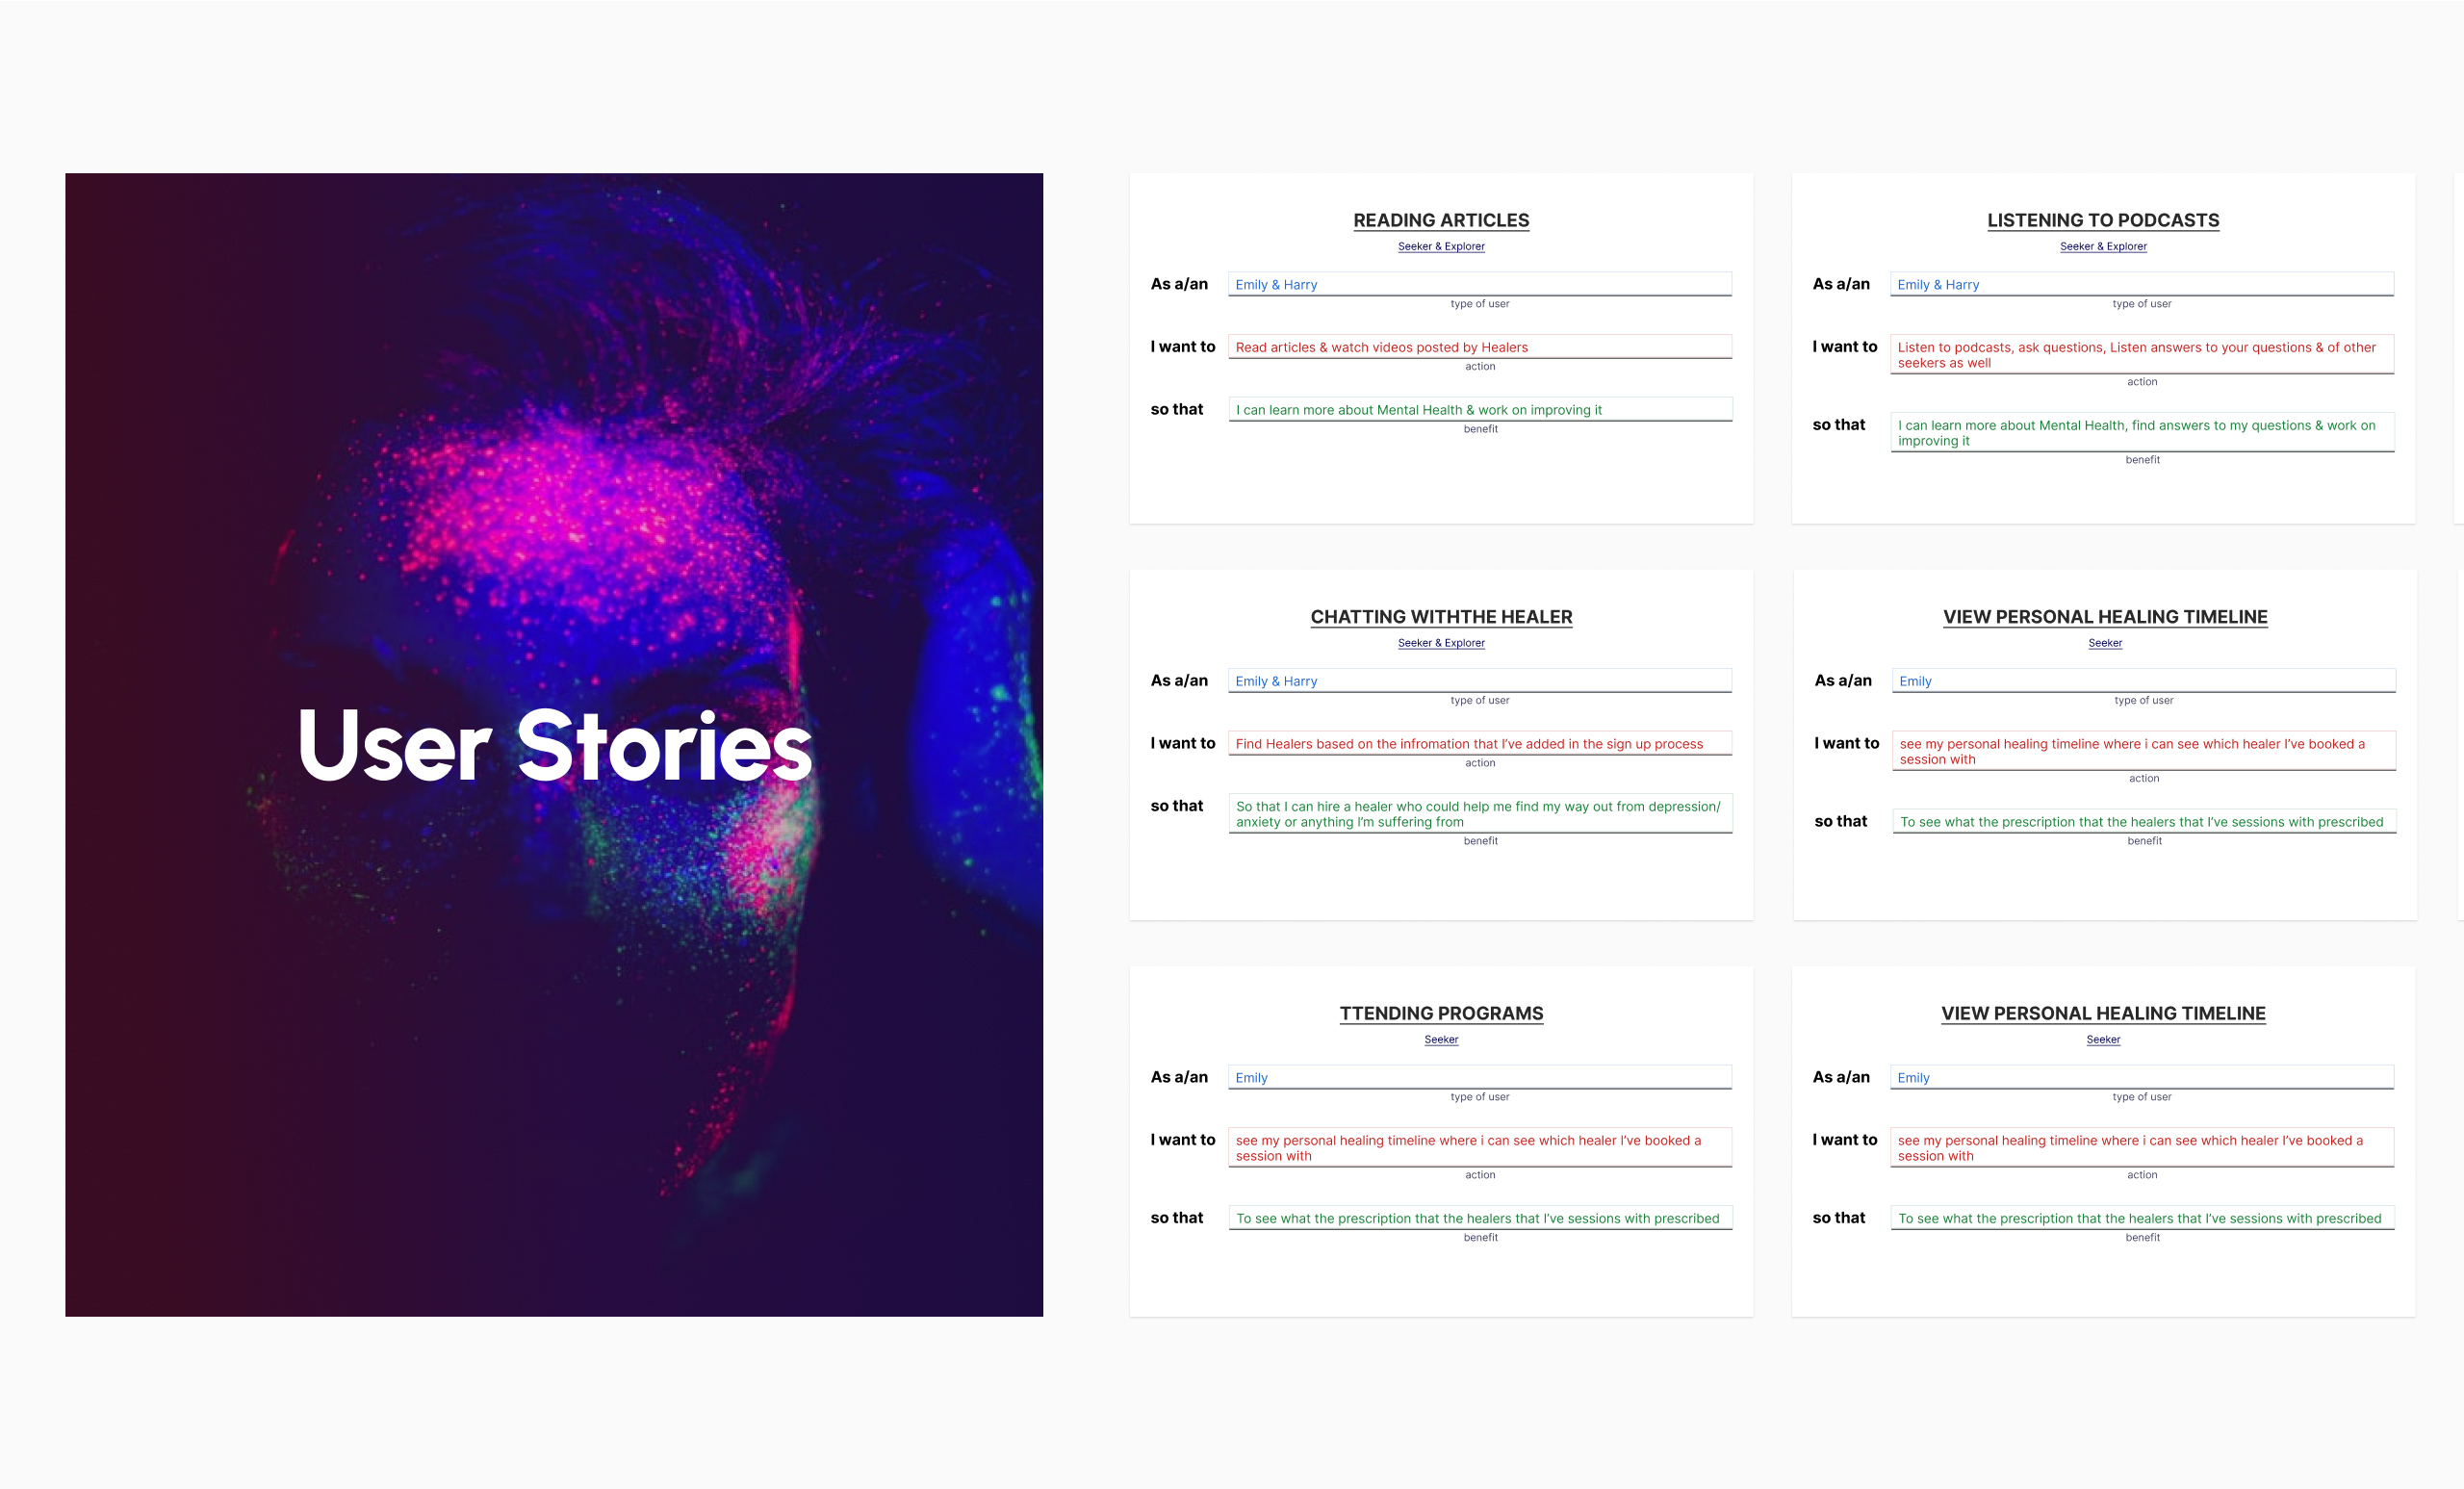 User Stories
READING ARTICLES
Seeker & Explorer
As a/an
Emily & Harry
type of user
I want to
Read articles & watch videos posted by Healers
action
so that
I can learn more about Mental Health & work on improving it
benefit
LISTENING TO PODCASTS
Seeker & Explorer
As a/an
Emily & Harry
type of user
I want to
Listen to podcasts, ask questions, Listen answers to your questions & of other
seekers as well
action
so that
I can learn more about Mental Health, find answers to my questions & work on
improving it
benefit
CHATTING WITHTHE HEALER
Seeker & Explorer
As a/an
Emily & Harry
type of user
I want to
Find Healers based on the infromation that I've added in the sign up process
action
so that
So that I can hire a healer who could help me find my way out from depression/
anxiety or anything I'm suffering from
benefit
VIEW PERSONAL HEALING TIMELINE
Seeker
As a/an
Emily
type of user
I want to
see my personal healing timeline where i can see which healer I've booked a
session with
action
so that
To see what the prescription that the healers that I've sessions with prescribed
benefit
TTENDING PROGRAMS
Seeker
As a/an
Emily
type of user
I want to
see my personal healing timeline where i can see which healer I've booked a
session with
action
so that
To see what the prescription that the healers that I've sessions with prescribed
benefit
VIEW PERSONAL HEALING TIMELINE
Seeker
As a/an
Emily
type of user
I want to
see my personal healing timeline where i can see which healer I've booked a
session with
action
so that
To see what the prescription that the healers that I've sessions with prescribed
benefit